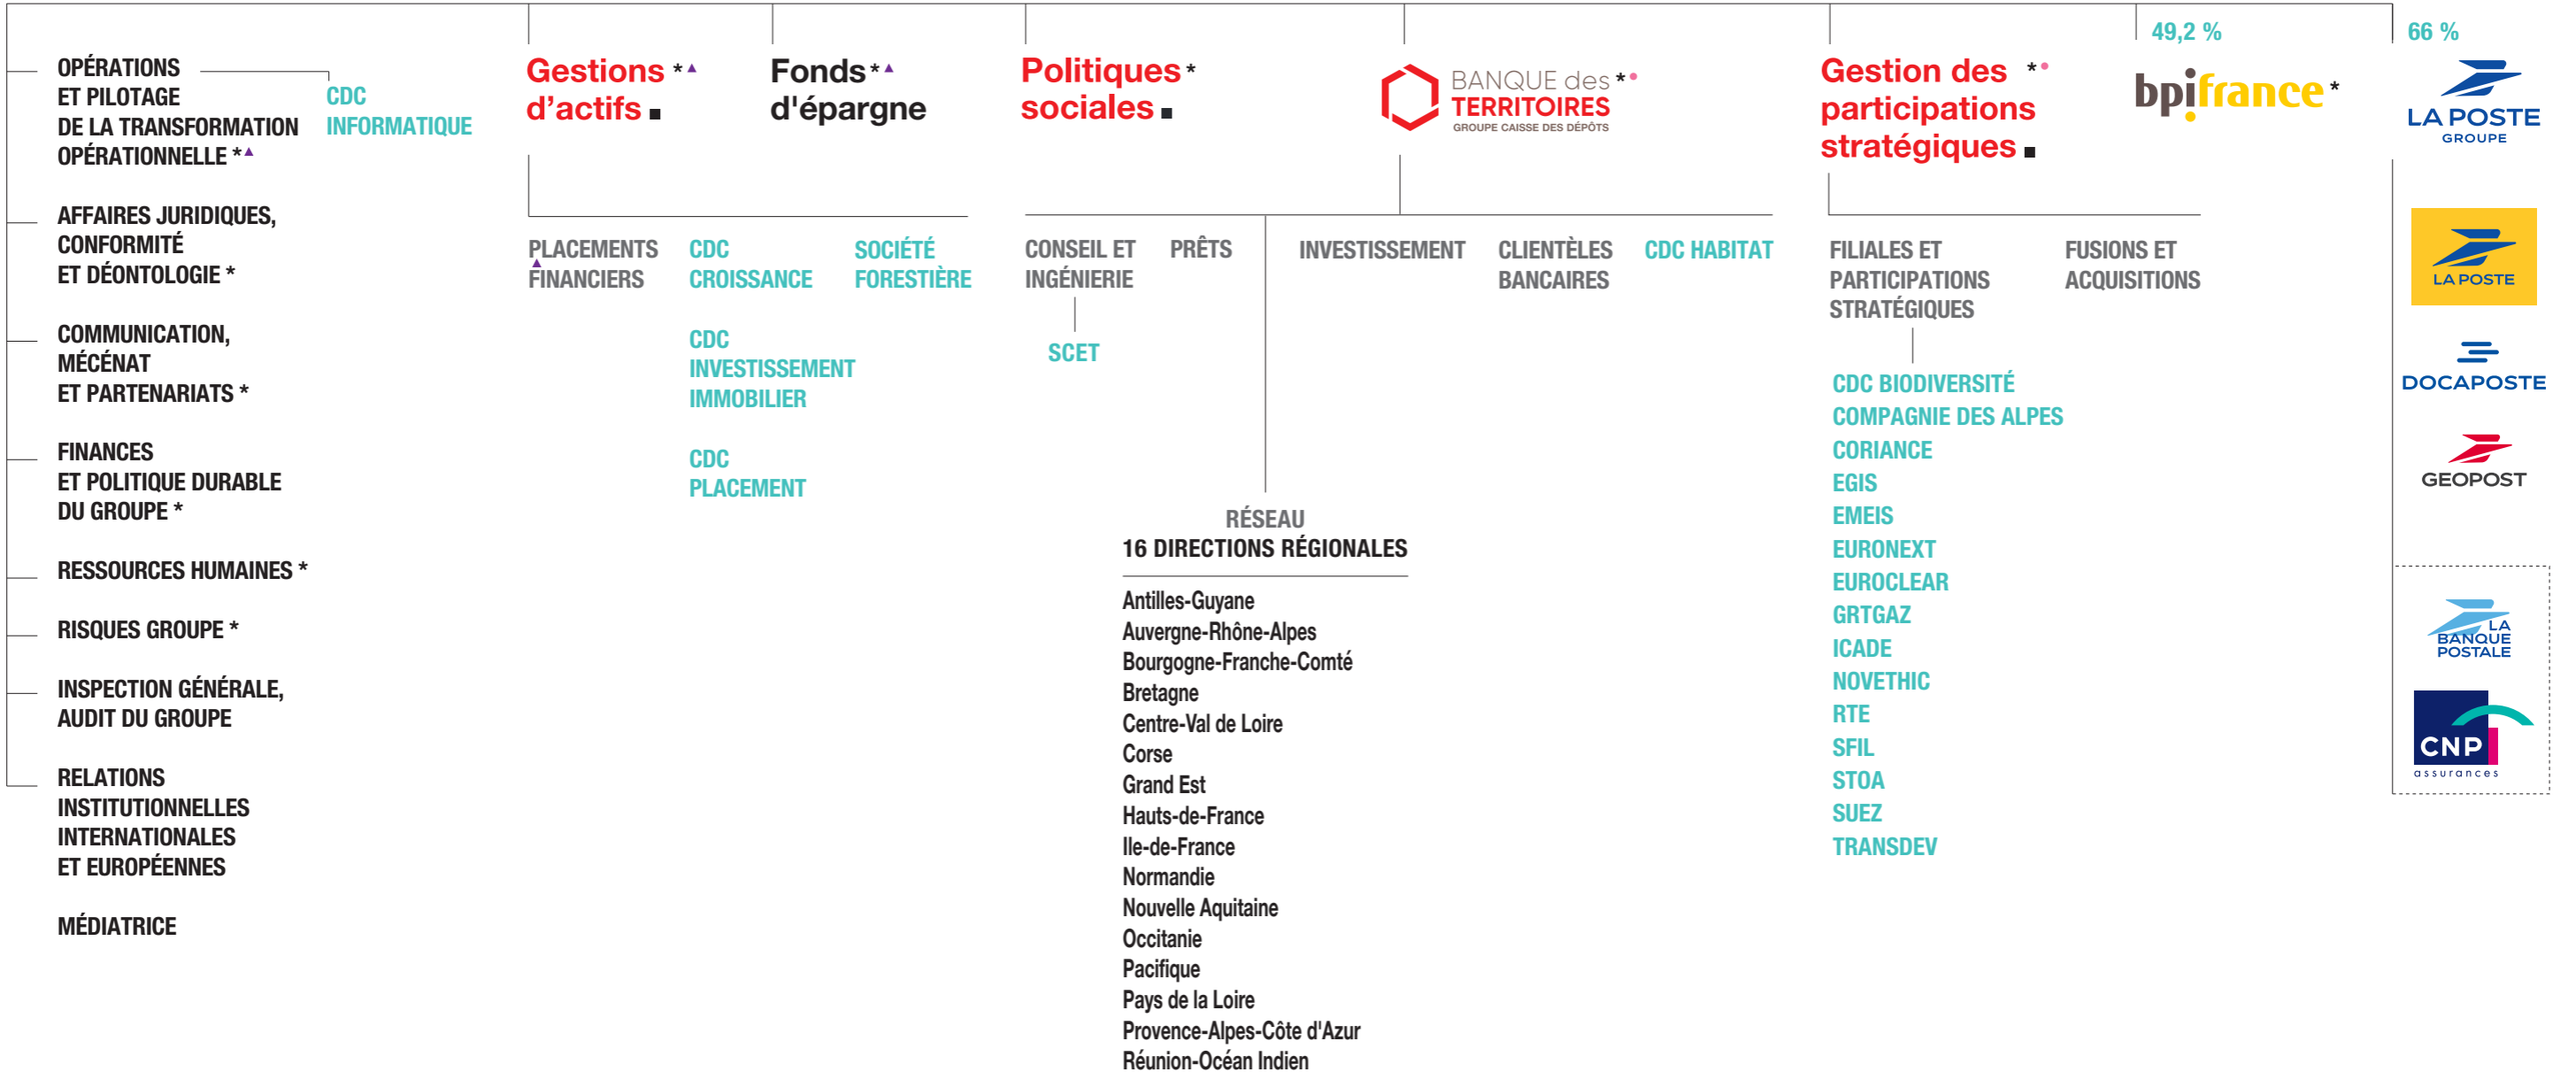 OPÉRATIONS
ET PILOTAGE
DE LA TRANSFORMATION
OPÉRATIONNELLE *▲
CDC
INFORMATIQUE
AFFAIRES JURIDIQUES,
CONFORMITÉ
ET DÉONTOLOGIE *
COMMUNICATION,
MÉCÉNAT
ET PARTENARIATS *
FINANCES
ET POLITIQUE DURABLE
DU GROUPE *
RESSOURCES HUMAINES *
RISQUES GROUPE *
INSPECTION GÉNÉRALE,
AUDIT DU GROUPE
RELATIONS
INSTITUTIONNELLES
INTERNATIONALES
ET EUROPÉENNES
MÉDIATRICE
Gestions *▲
d’actifs ■
PLACEMENTS
▲
FINANCIERS
CDC
CROISSANCE
CDC
INVESTISSEMENT
IMMOBILIER
CDC
PLACEMENT
SOCIÉTÉ
FORESTIÈRE
Fonds *▲
d'épargne
Politiques *
sociales ■
BANQUE des *•
TERRITOIRES
GROUPE CAISSE DES DÉPÔTS
CONSEIL ET
INGÉNIERIE
SCET
PRÊTS
RÉSEAU
16 DIRECTIONS RÉGIONALES
Antilles-Guyane
Auvergne-Rhône-Alpes
Bourgogne-Franche-Comté
Bretagne
Centre-Val de Loire
Corse
Grand Est
Hauts-de-France
Ile-de-France
Normandie
Nouvelle Aquitaine
Occitanie
Pacifique
Pays de la Loire
Provence-Alpes-Côte d'Azur
Réunion-Océan Indien
INVESTISSEMENT
CLIENTÈLES
BANCAIRES
CDC HABITAT
Gestion des *•
participations
stratégiques ■
FILIALES ET
PARTICIPATIONS
STRATÉGIQUES
CDC BIODIVERSITÉ
COMPAGNIE DES ALPES
CORIANCE
EGIS
EMEIS
EURONEXT
EUROCLEAR
GRTGAZ
ICADE
NOVETHIC
RTE
SFIL
STOA
SUEZ
TRANSDEV
FUSIONS ET
ACQUISITIONS
49,2 %
bpifrance *
66 %
LA POSTE
GROUPE
LA POSTE
DOCAPOSTE
GEOPOST
LA
BANQUE
POSTALE
CNP
assurances